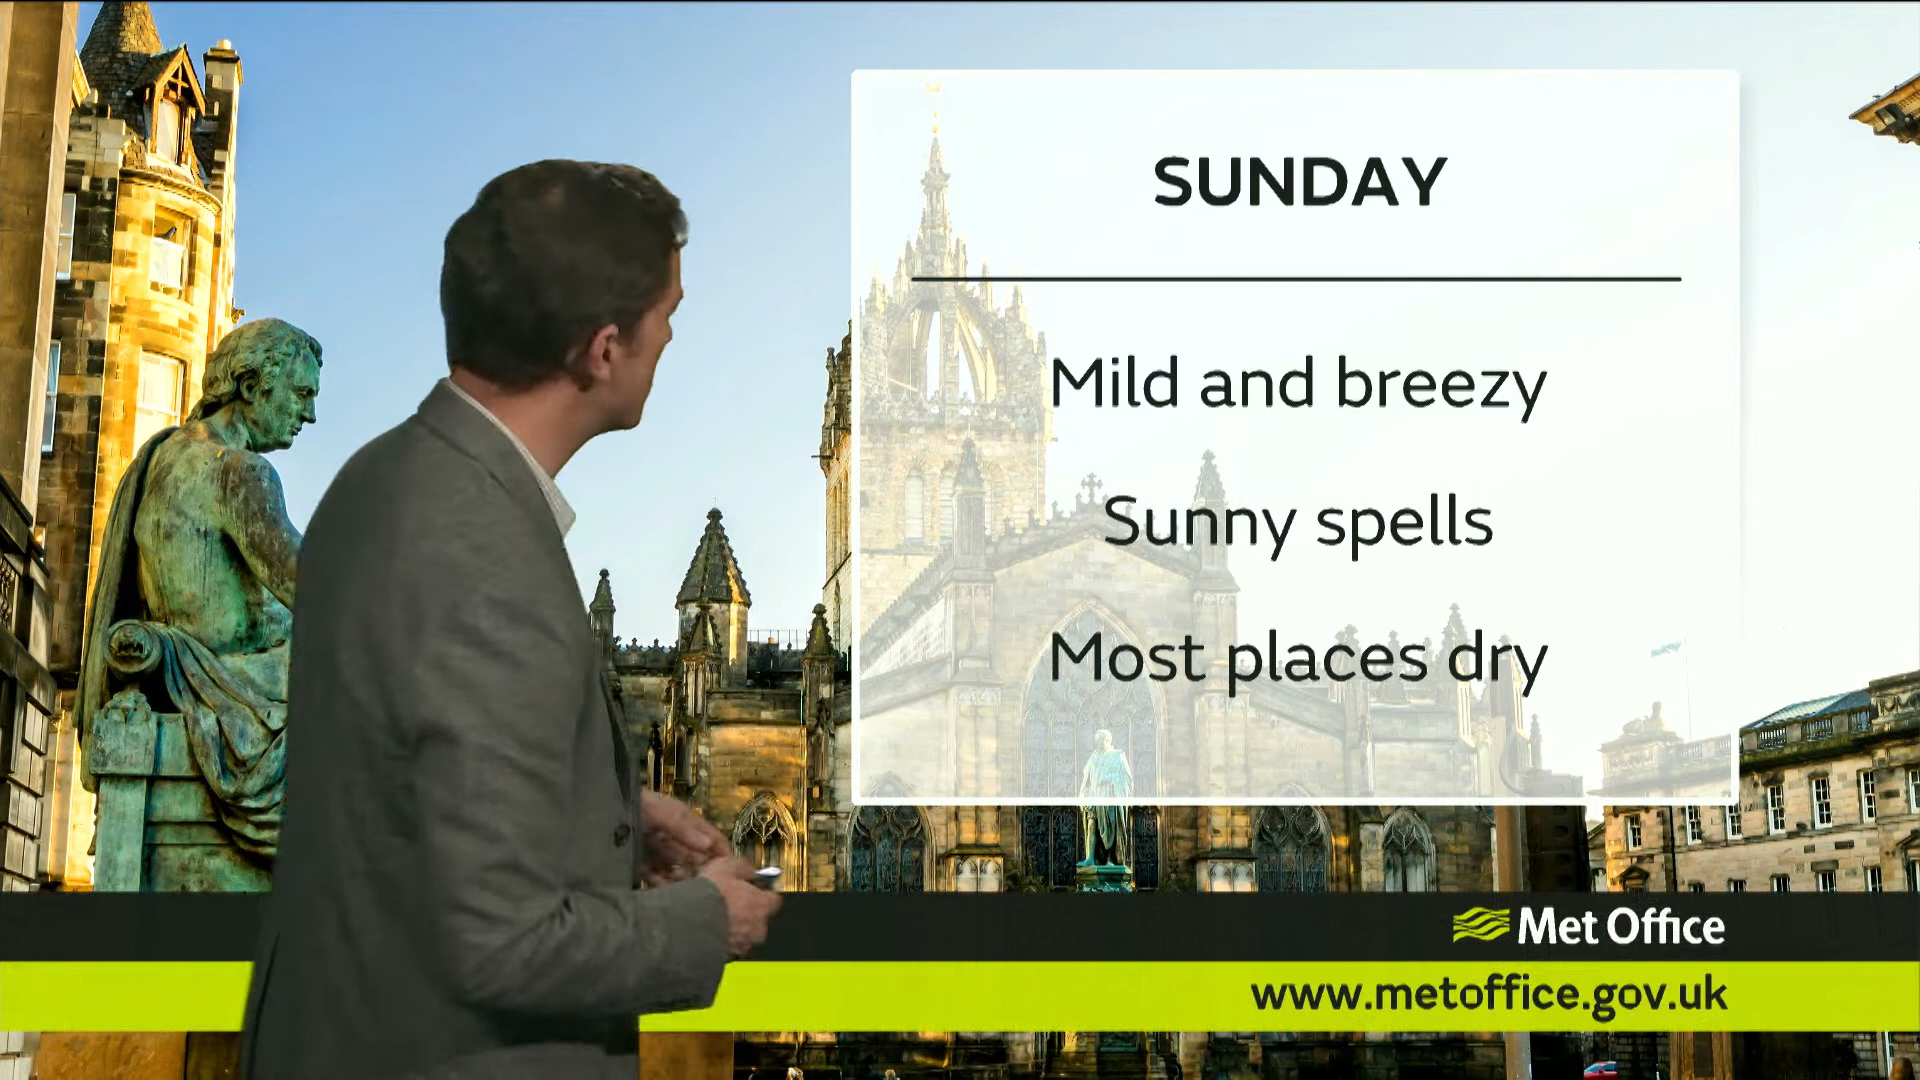 SUNDAY
Mild and breezy
Sunny spells
Most places dry
Met Office
www.metoffice.gov.uk